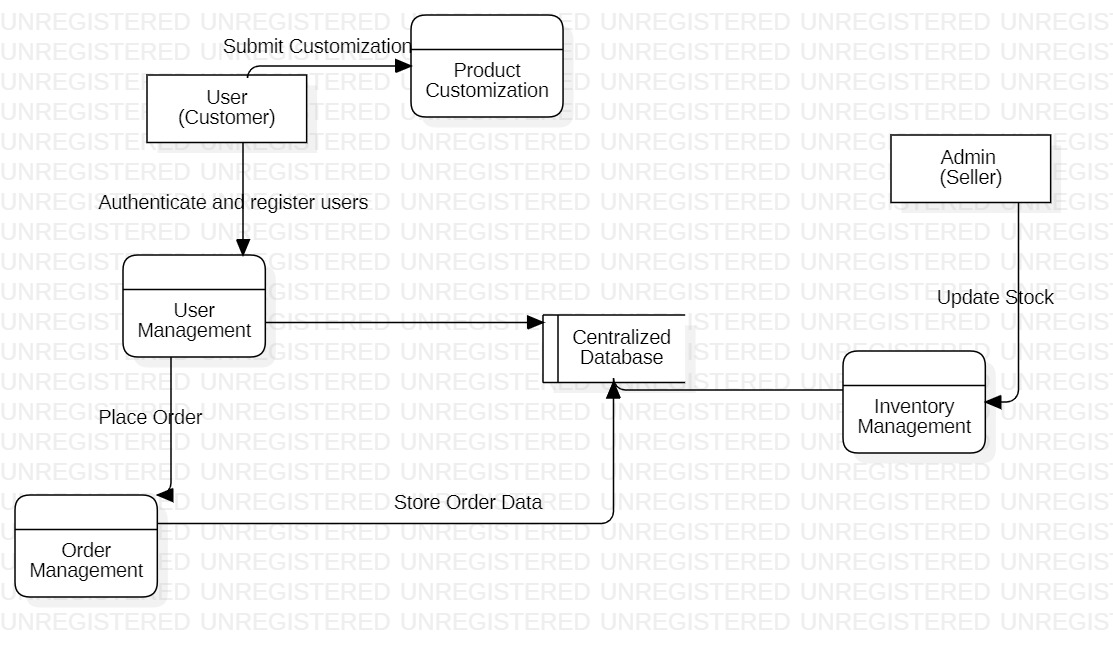 Submit Customization
Product
Customization
User
(Customer)
Admin
(Seller)
Authenticate and register users
User
Management
Update Stock
Centralized
Database
Place Order
Inventory
Management
Store Order Data
Order
Management
UNREGISTERED